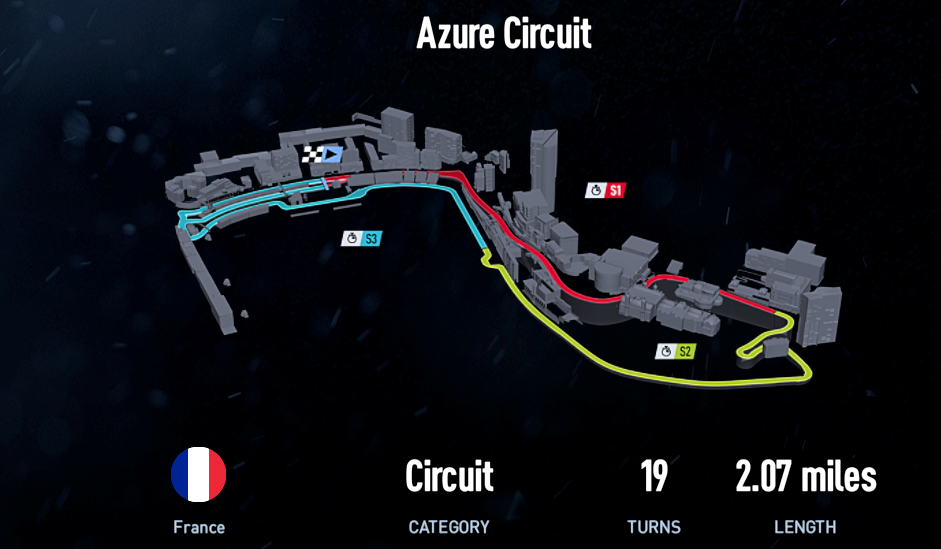 Azure Circuit
S1
S3
S2
Circuit 19 2.07 miles
France CATEGORY TURNS LENGTH